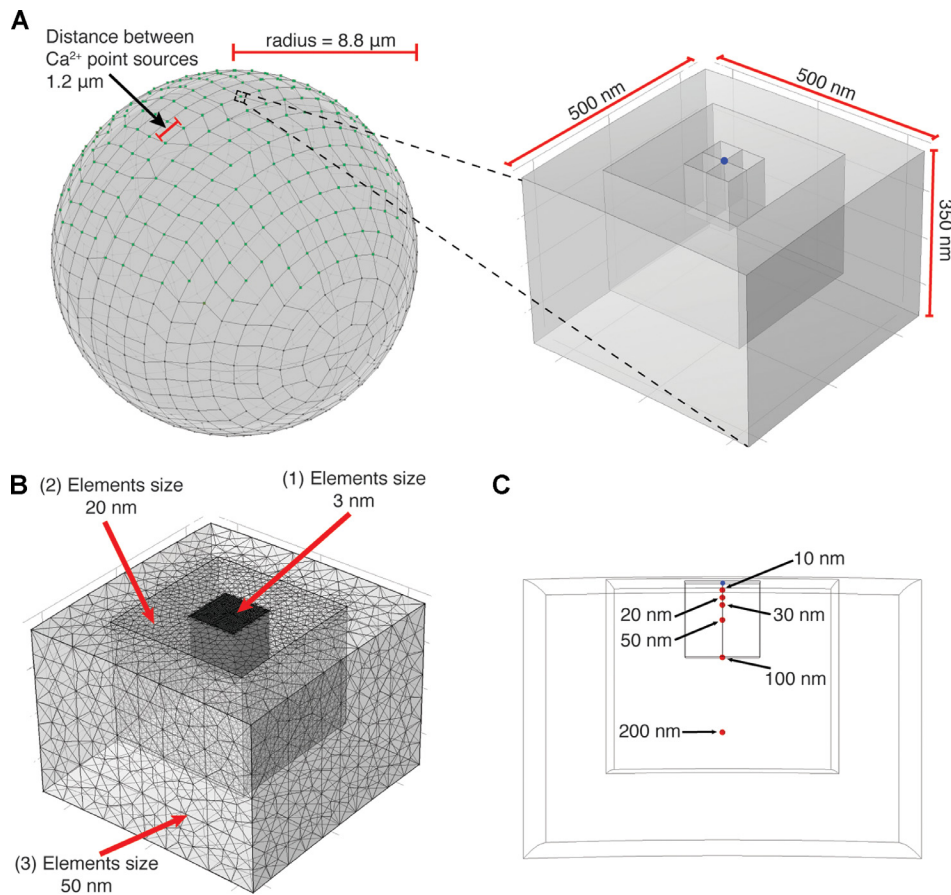 A
Distance between
Ca²⁺ point sources
1.2 µm
radius = 8.8 µm
500 nm
500 nm
350 nm
B
(2) Elements size
20 nm
(1) Elements size
3 nm
(3) Elements size
50 nm
C
10 nm
20 nm
30 nm
50 nm
100 nm
200 nm